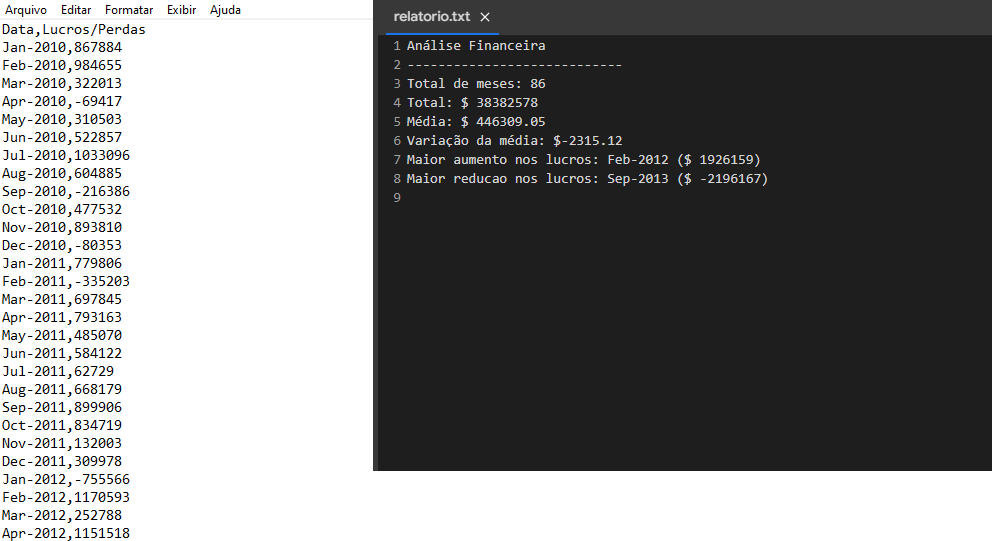 Arquivo Editar Formatar Exibir Ajuda
Data,Lucros/Perdas
Jan-2010,867884
Feb-2010,984655
Mar-2010,322013
Apr-2010,-69417
May-2010,310503
Jun-2010,522857
Jul-2010,1033096
Aug-2010,604885
Sep-2010,-216386
Oct-2010,477532
Nov-2010,893810
Dec-2010,-80353
Jan-2011,779806
Feb-2011,-335203
Mar-2011,697845
Apr-2011,793163
May-2011,485070
Jun-2011,584122
Jul-2011,62729
Aug-2011,668179
Sep-2011,899906
Oct-2011,834719
Nov-2011,132003
Dec-2011,309978
Jan-2012,-755566
Feb-2012,1170593
Mar-2012,252788
Apr-2012,1151518
relatorio.txt ×
1 Análise Financeira
2 ----------------------------
3 Total de meses: 86
4 Total: $ 38382578
5 Média: $ 446309.05
6 Variação da média: $-2315.12
7 Maior aumento nos lucros: Feb-2012 ($ 1926159)
8 Maior reducao nos lucros: Sep-2013 ($ -2196167)
9